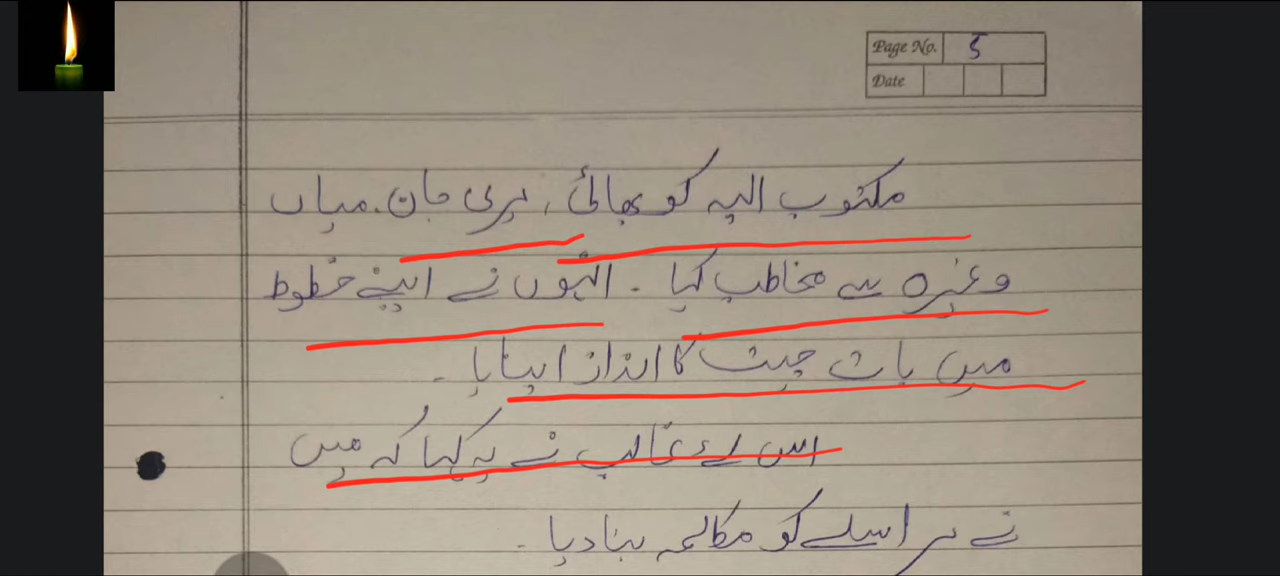 Page No. 5
Date
مکتوب الیہ کو بھائی، میری جان، میاں
وغیرہ سے مخاطب کیا ۔ انہوں نے اپنے خطوط
میں بات چیت کا انداز اپنایا ۔
اس لئے غالب نے یہ کہا کہ میں
نے مراسلے کو مکالمہ بنا دیا ۔